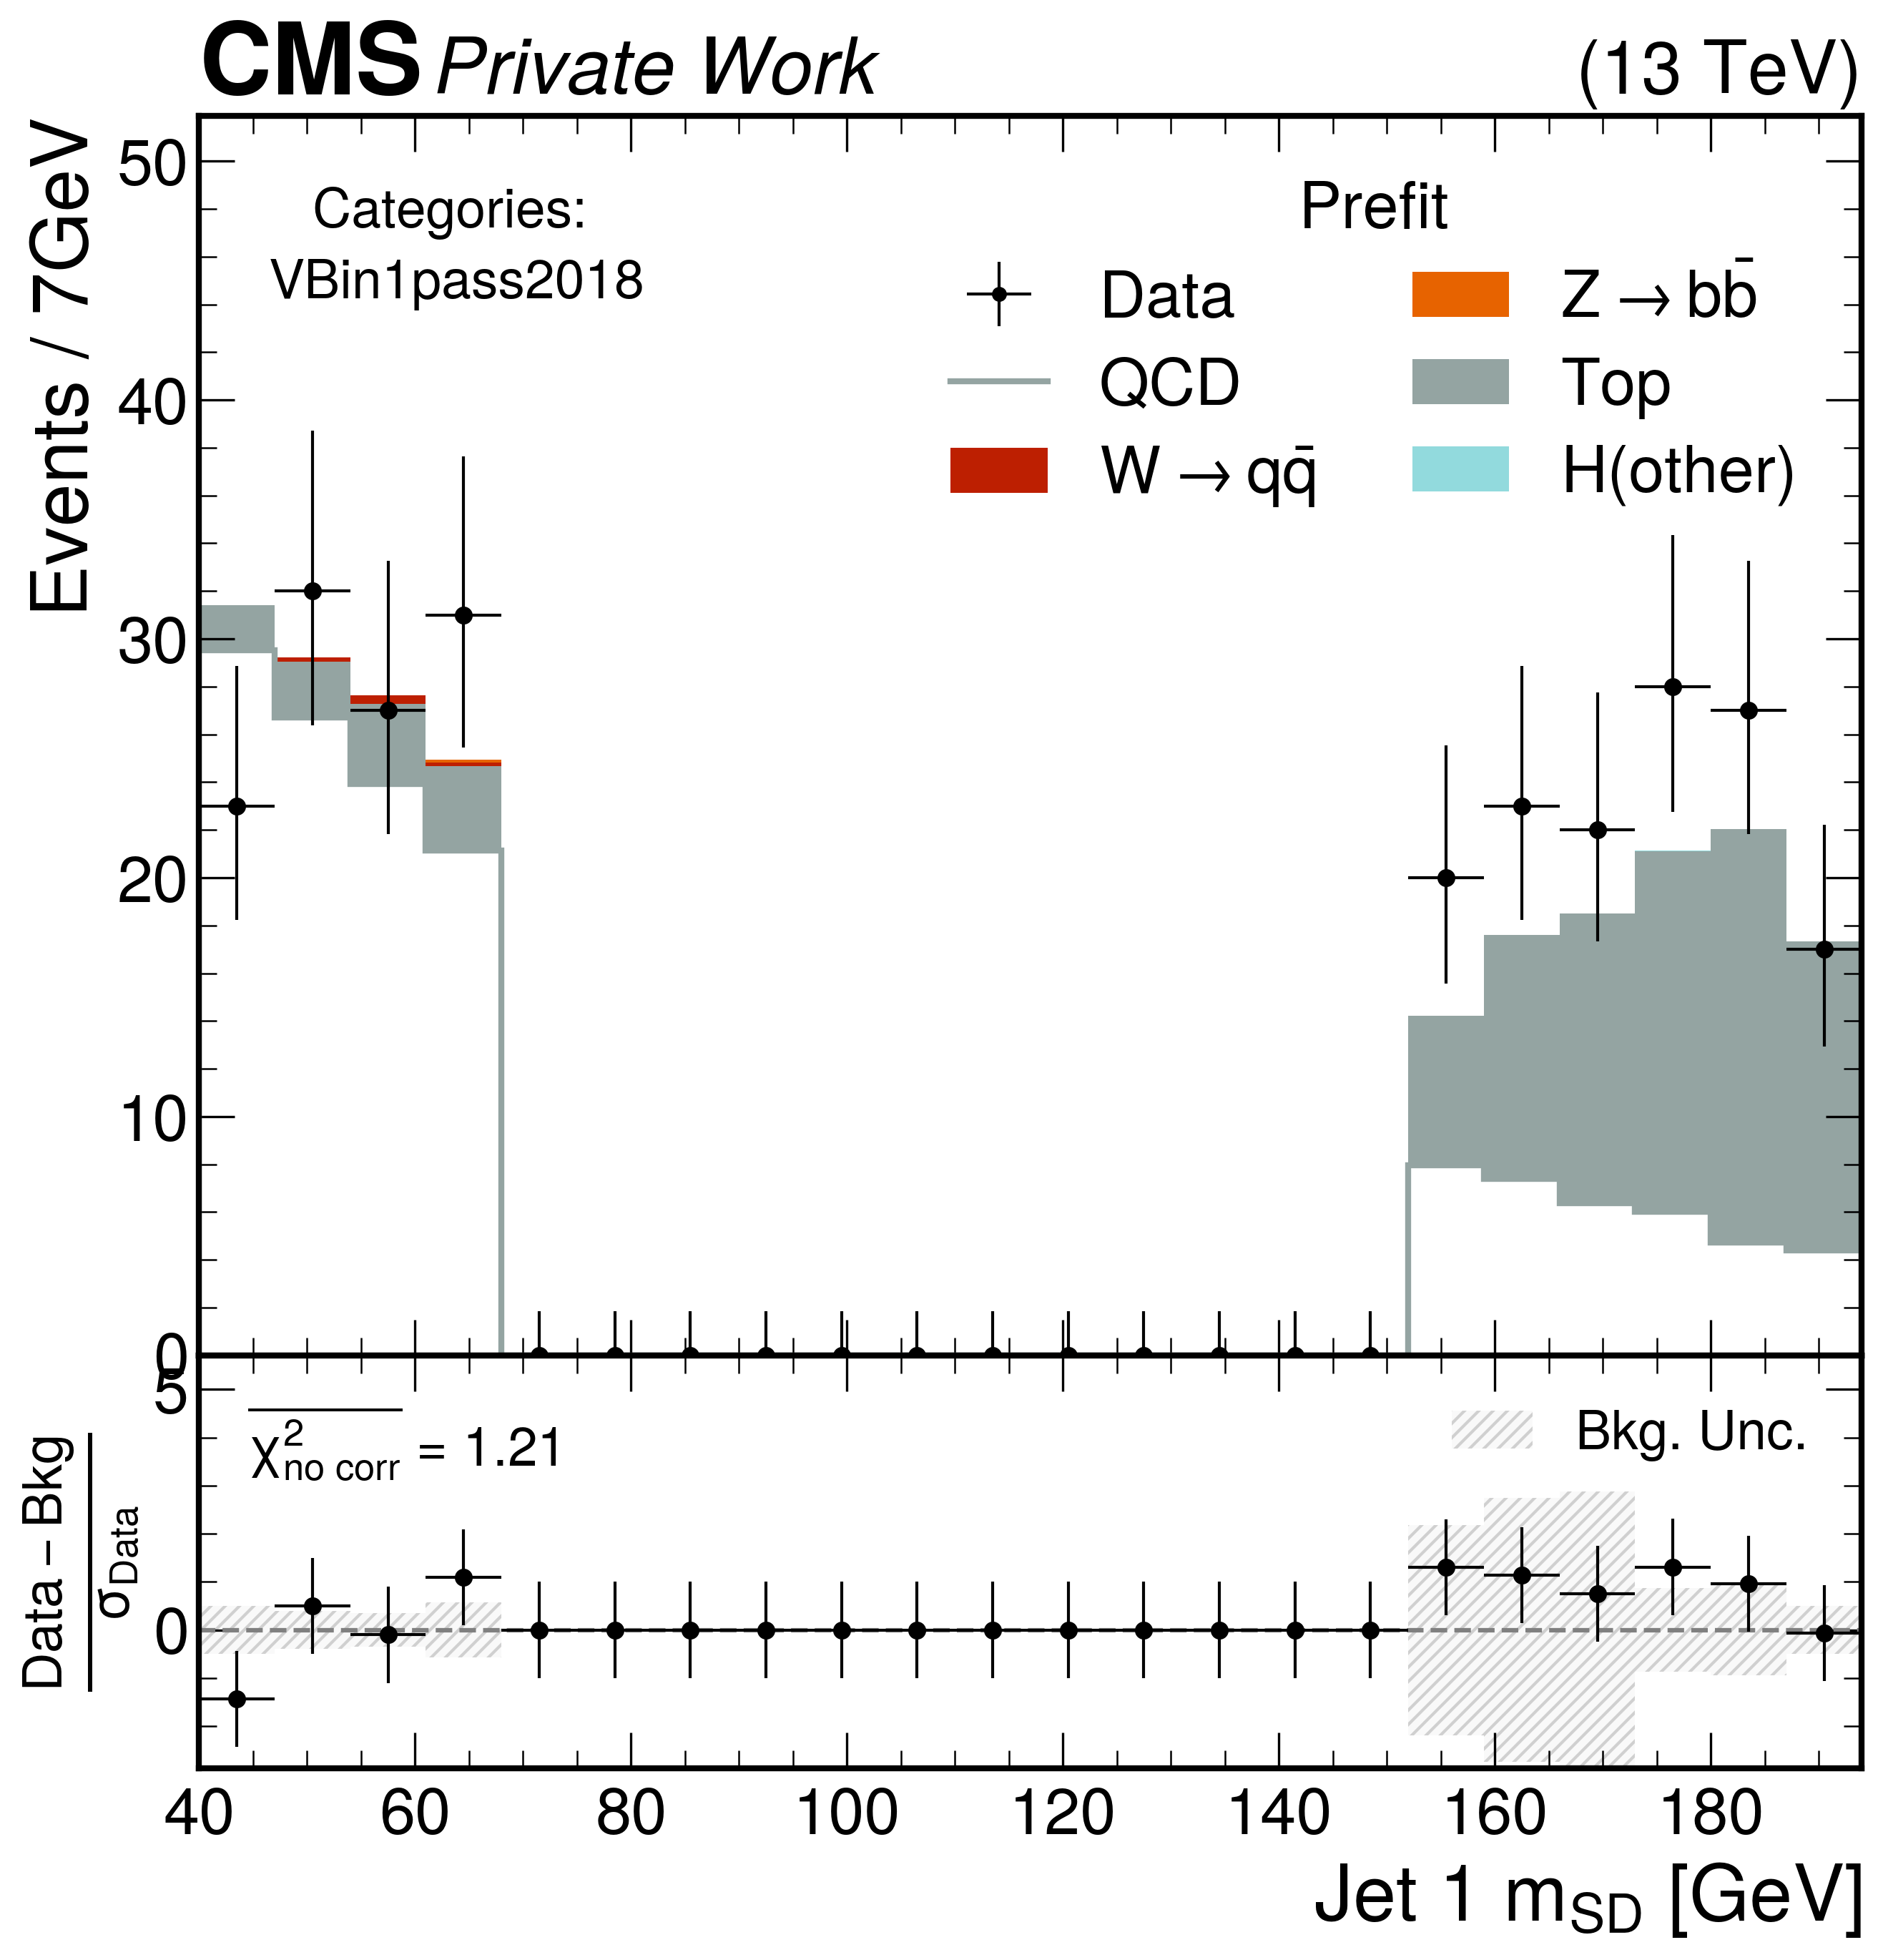 CMS Private Work (13 TeV)
Events / 7GeV
50
40
30
20
10
0
Categories:
VBin1pass2018
Prefit
Data
QCD
W → qq̄
Z → bb̄
Top
H(other)
Data − Bkg
σData
5
0
χ²no corr = 1.21
Bkg. Unc.
40 60 80 100 120 140 160 180
Jet 1 mSD [GeV]